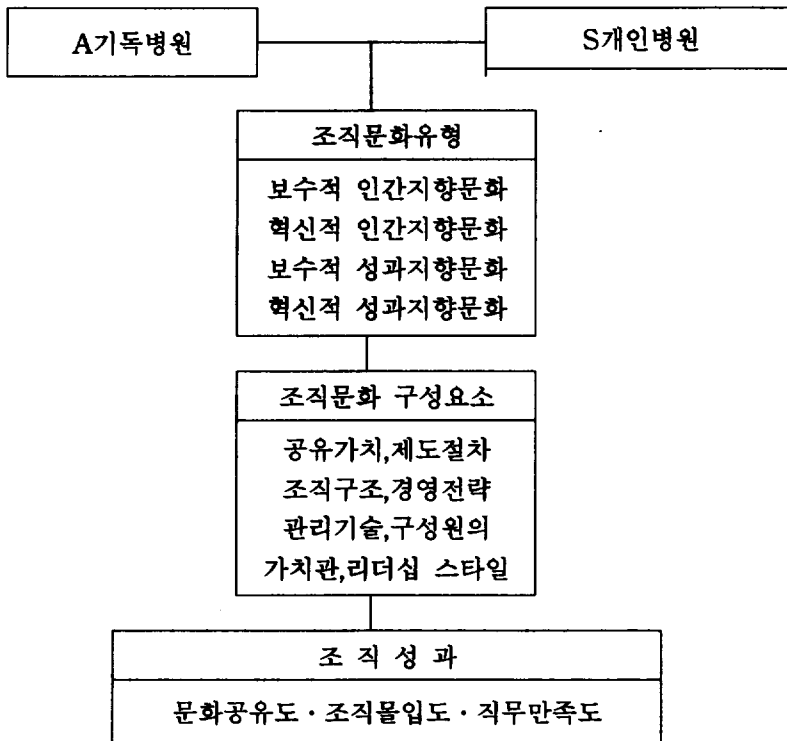 A기독병원
S개인병원
조직문화유형
보수적 인간지향문화
혁신적 인간지향문화
보수적 성과지향문화
혁신적 성과지향문화
조직문화 구성요소
공유가치,제도절차
조직구조,경영전략
관리기술,구성원의
가치관,리더십 스타일
조 직 성 과
문화공유도 · 조직몰입도 · 직무만족도